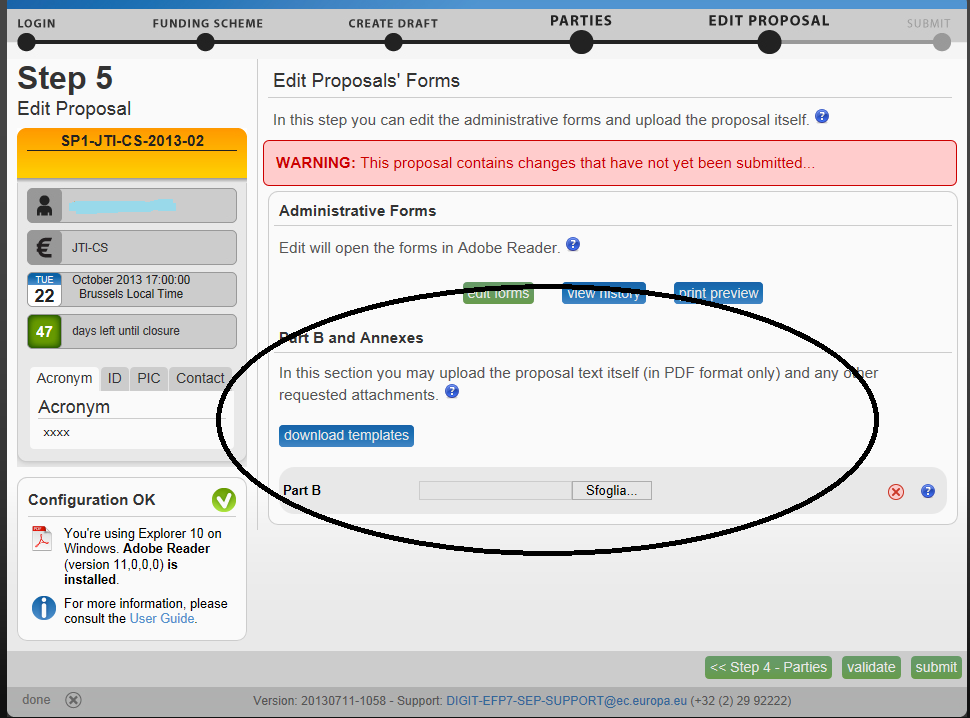 LOGIN FUNDING SCHEME CREATE DRAFT PARTIES EDIT PROPOSAL SUBMIT
Step 5
Edit Proposal
SP1-JTI-CS-2013-02
€ JTI-CS
TUE
22
October 2013 17:00:00
Brussels Local Time
47 days left until closure
Acronym ID PIC Contact
Acronym
xxxx
Configuration OK
You're using Explorer 10 on
Windows. Adobe Reader
(version 11,0,0,0) is
installed.
For more information, please
consult the User Guide.
Edit Proposals' Forms
In this step you can edit the administrative forms and upload the proposal itself. ?
WARNING: This proposal contains changes that have not yet been submitted...
Administrative Forms
Edit will open the forms in Adobe Reader. ?
edit forms view history print preview
Part B and Annexes
In this section you may upload the proposal text itself (in PDF format only) and any other
requested attachments. ?
download templates
Part B Sfoglia... ?
<< Step 4 - Parties validate submit
done Version: 20130711-1058 - Support: DIGIT-EFP7-SEP-SUPPORT@ec.europa.eu (+32 (2) 29 92222)